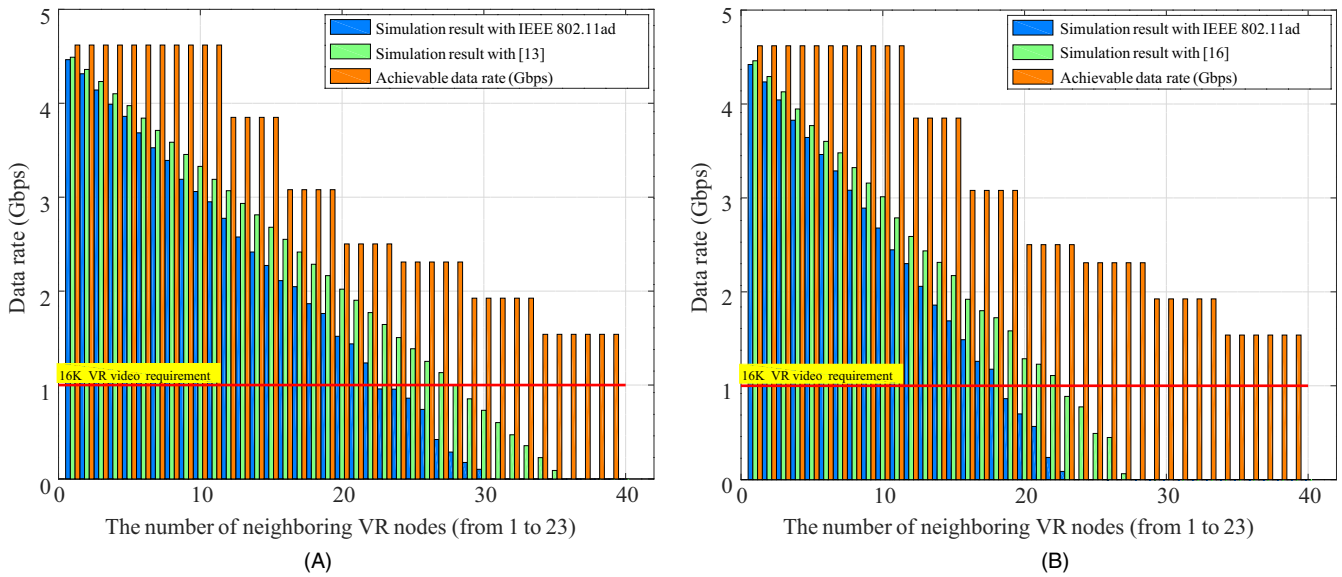 5
4
3
2
1
0
Data rate (Gbps)
Simulation result with IEEE 802.11ad
Simulation result with [13]
Achievable data rate (Gbps)
16K VR video requirement
0 10 20 30 40
The number of neighboring VR nodes (from 1 to 23)
(A)
5
4
3
2
1
0
Data rate (Gbps)
Simulation result with IEEE 802.11ad
Simulation result with [16]
Achievable data rate (Gbps)
16K VR video requirement
0 10 20 30 40
The number of neighboring VR nodes (from 1 to 23)
(B)